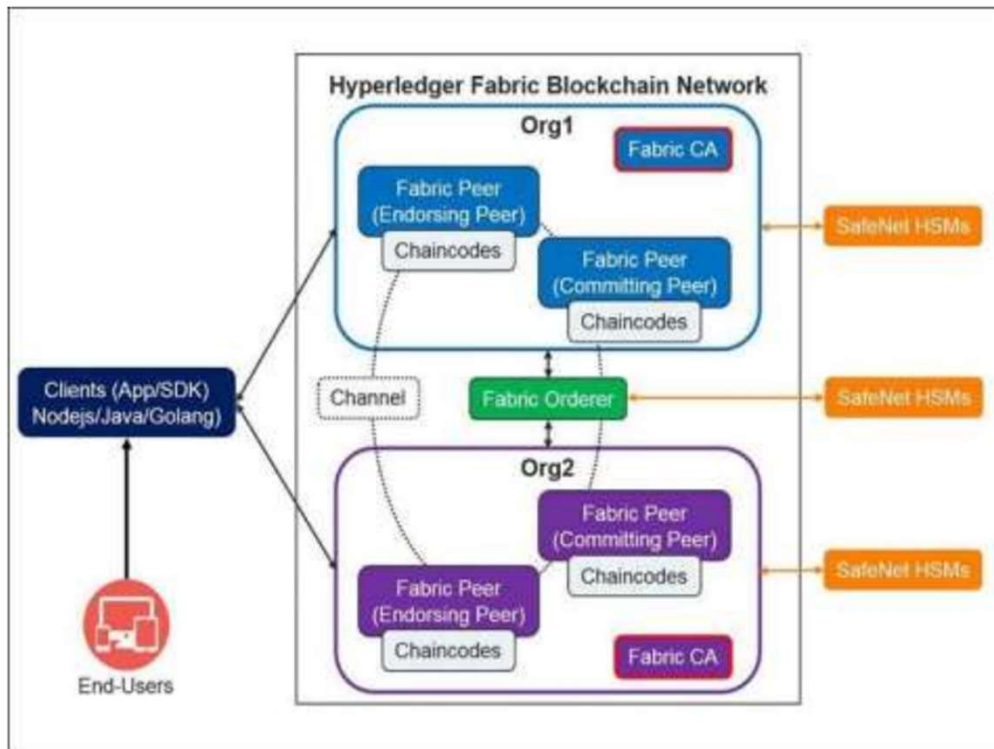 Hyperledger Fabric Blockchain Network
Org1
Fabric CA
Fabric Peer
(Endorsing Peer)
Chaincodes
Fabric Peer
(Committing Peer)
Chaincodes
SafeNet HSMs
Clients (App/SDK)
Nodejs/Java/Golang)
Channel
Fabric Orderer
SafeNet HSMs
Org2
Fabric Peer
(Committing Peer)
Chaincodes
SafeNet HSMs
Fabric Peer
(Endorsing Peer)
Chaincodes
Fabric CA
End-Users